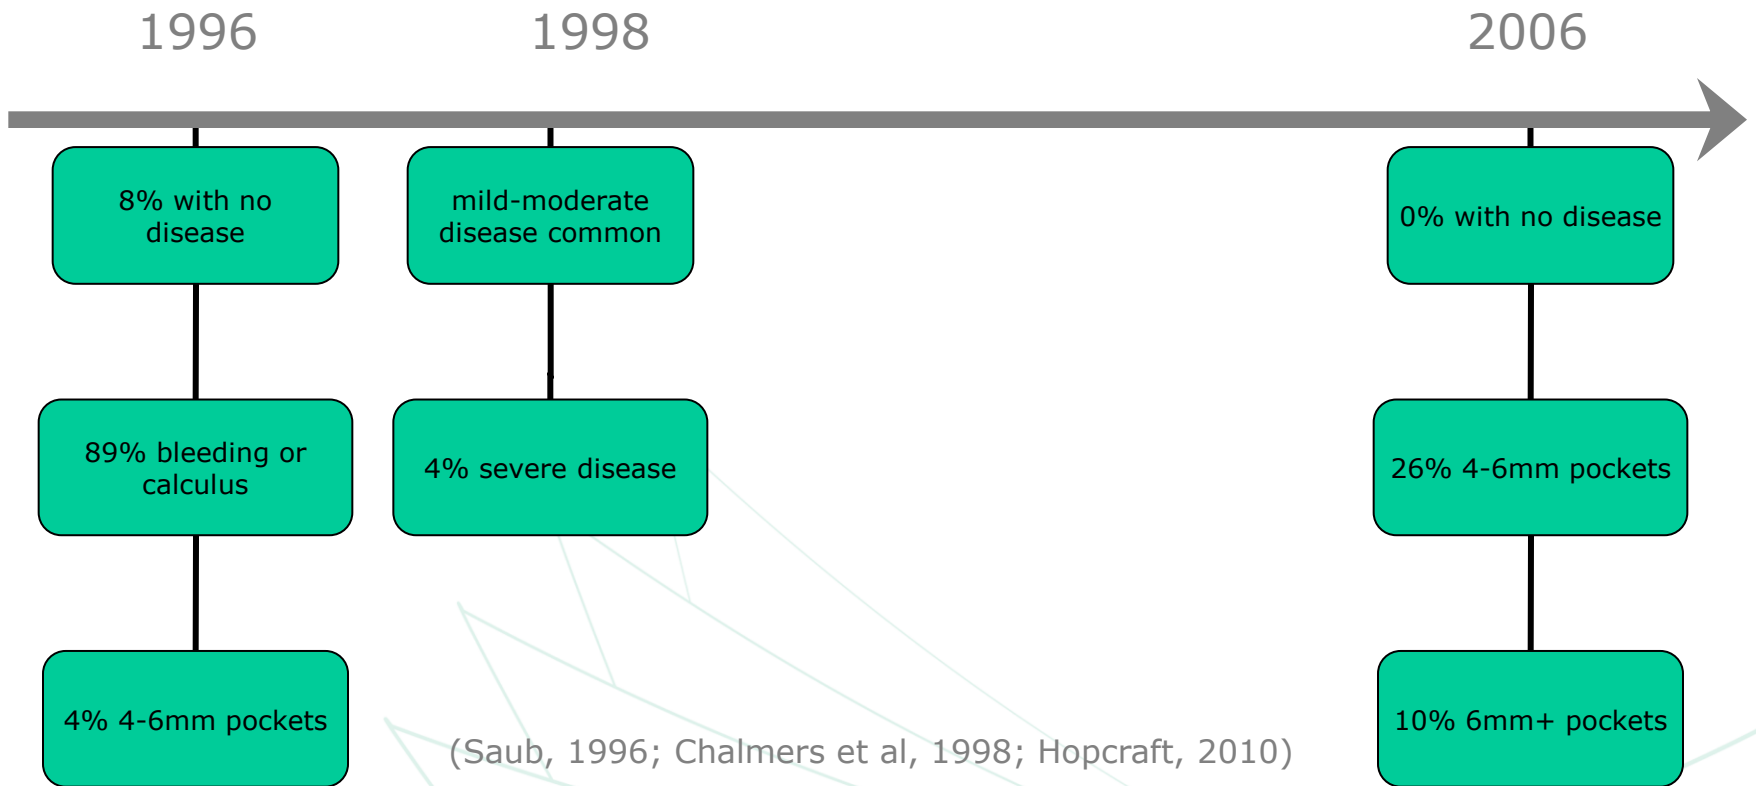 1996
1998
2006
8% with no
disease
mild-moderate
disease common
0% with no disease
89% bleeding or
calculus
4% severe disease
26% 4-6mm pockets
4% 4-6mm pockets
10% 6mm+ pockets
(Saub, 1996; Chalmers et al, 1998; Hopcraft, 2010)